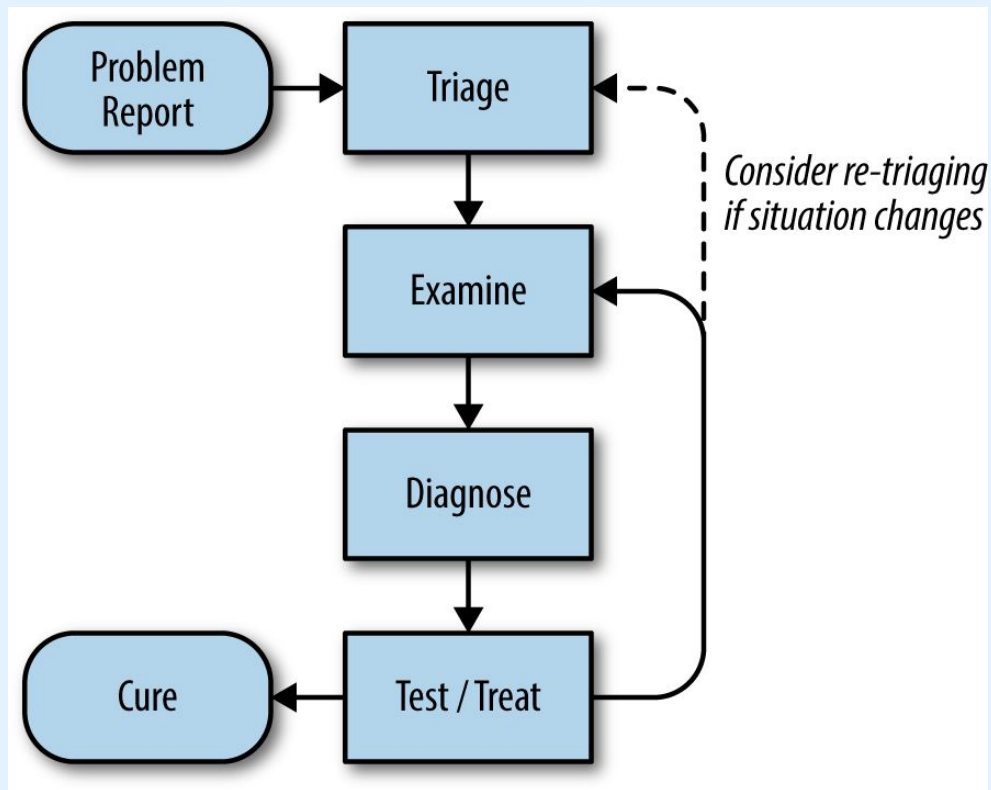 Problem
Report
Triage
Consider re-triaging
if situation changes
Examine
Diagnose
Test / Treat
Cure